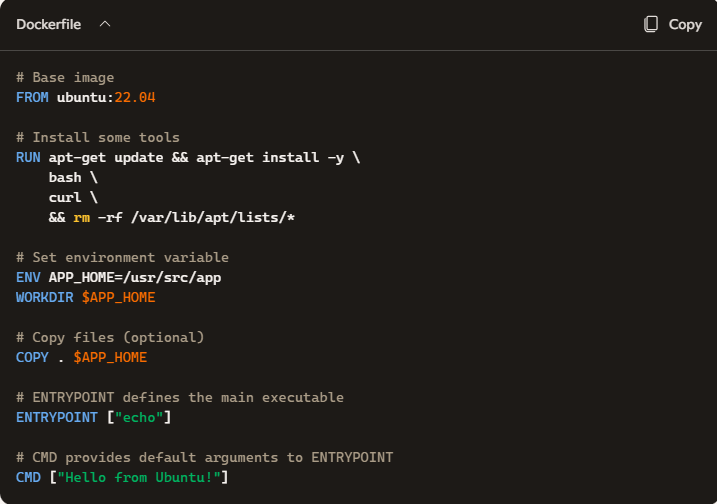 Dockerfile
Copy
# Base image
FROM ubuntu:22.04
# Install some tools
RUN apt-get update && apt-get install -y \
    bash \
    curl \
    && rm -rf /var/lib/apt/lists/*
# Set environment variable
ENV APP_HOME=/usr/src/app
WORKDIR $APP_HOME
# Copy files (optional)
COPY . $APP_HOME
# ENTRYPOINT defines the main executable
ENTRYPOINT ["echo"]
# CMD provides default arguments to ENTRYPOINT
CMD ["Hello from Ubuntu!"]